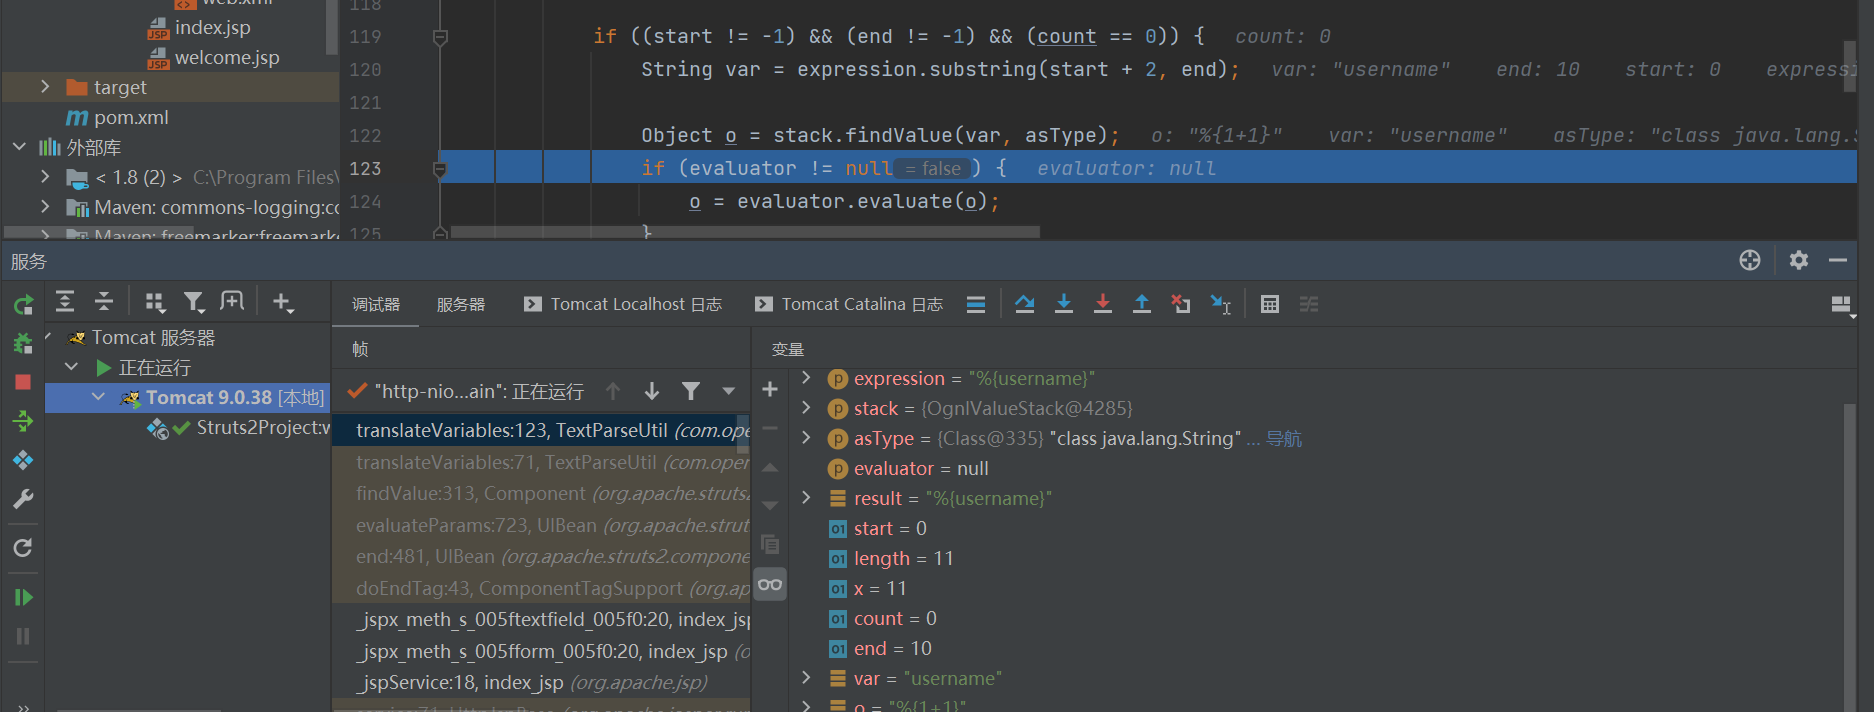 web.xml
index.jsp
welcome.jsp
target
pom.xml
外部库
< 1.8 (2) > C:\Program Files\
Maven: commons-logging:co
Maven: freemarker:freemarke
118
119 if ((start != -1) && (end != -1) && (count == 0)) { count: 0
120 String var = expression.substring(start + 2, end); var: "username" end: 10 start: 0 expressi
121
122 Object o = stack.findValue(var, asType); o: "%{1+1}" var: "username" asType: "class java.lang.S
123 if (evaluator != null = false ) { evaluator: null
124 o = evaluator.evaluate(o);
125 }
服务
调试器 服务器 Tomcat Localhost 日志 Tomcat Catalina 日志
Tomcat 服务器
正在运行
Tomcat 9.0.38 [本地]
Struts2Project:w
帧
"http-nio...ain": 正在运行
translateVariables:123, TextParseUtil (com.ope
translateVariables:71, TextParseUtil (com.oper
findValue:313, Component (org.apache.struts
evaluateParams:723, UIBean (org.apache.strut
end:481, UIBean (org.apache.struts2.compone
doEndTag:43, ComponentTagSupport (org.ap
_jspx_meth_s_005ftextfield_005f0:20, index_jsp
_jspx_meth_s_005fform_005f0:20, index_jsp (o
_jspService:18, index_jsp (org.apache.jsp)
变量
expression = "%{username}"
stack = {OgnlValueStack@4285}
asType = {Class@335} "class java.lang.String" ... 导航
evaluator = null
result = "%{username}"
start = 0
length = 11
x = 11
count = 0
end = 10
var = "username"
o = "%{1+1}"